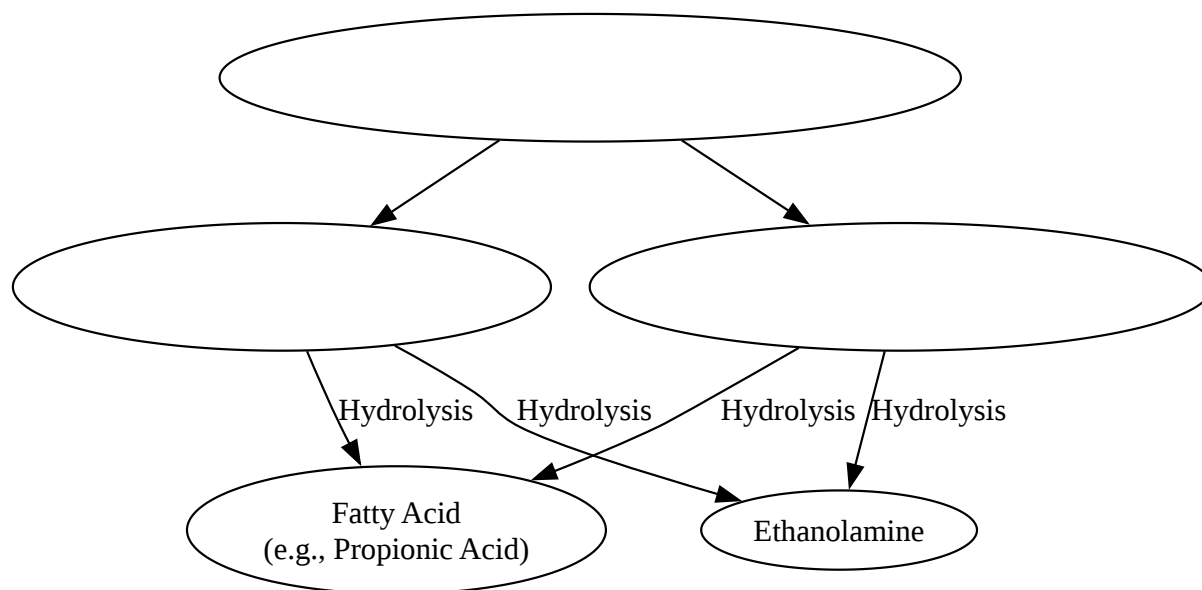 Hydrolysis Hydrolysis Hydrolysis Hydrolysis
Fatty Acid
(e.g., Propionic Acid)
Ethanolamine